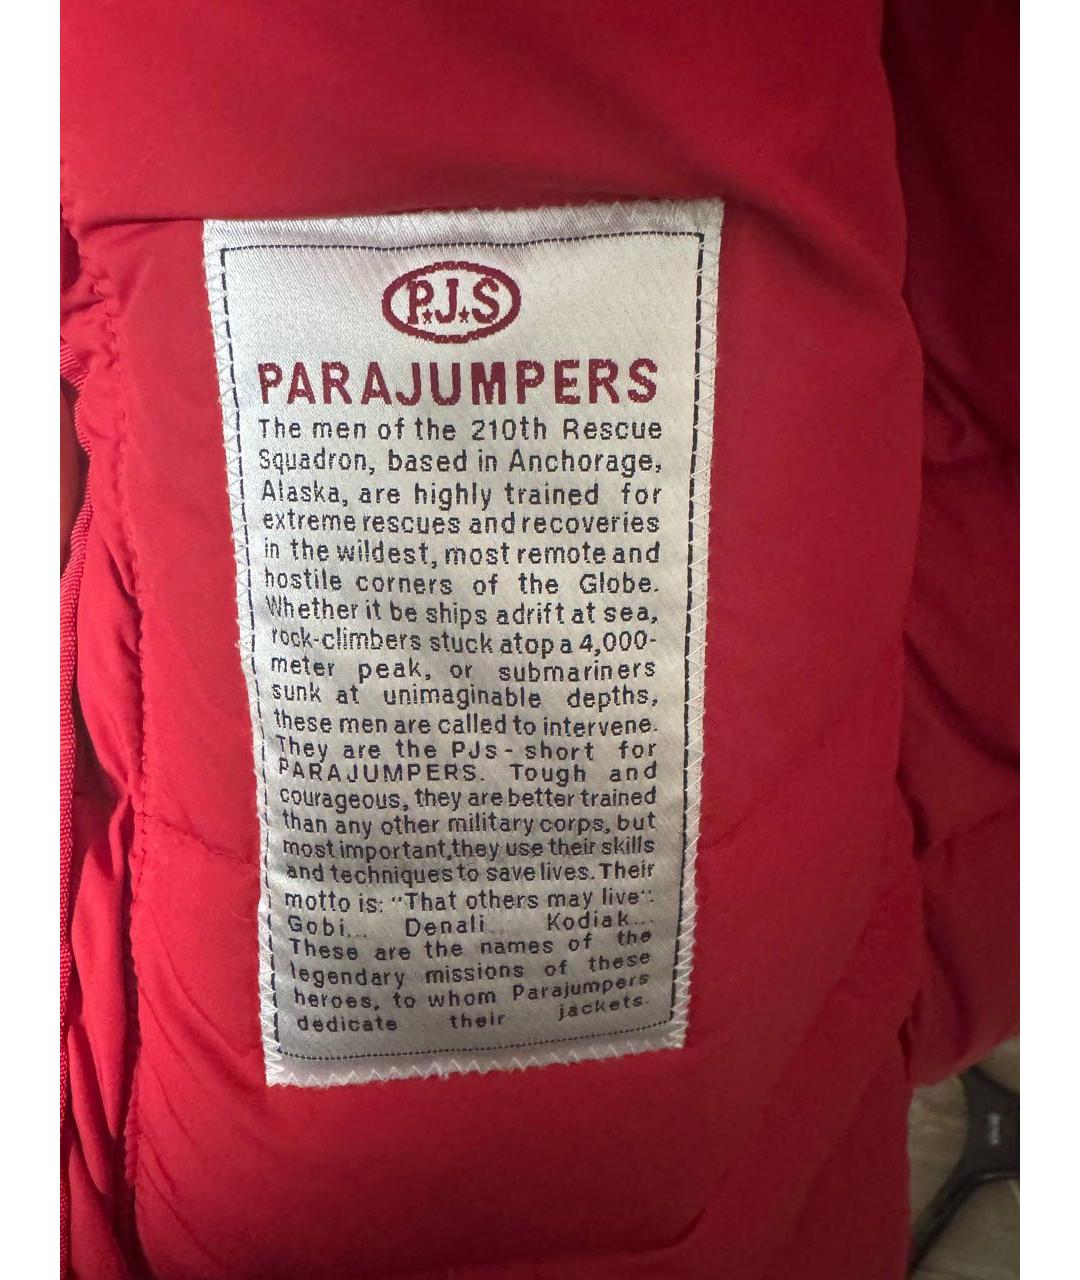 P.J.S
PARAJUMPERS
The men of the 210th Rescue
Squadron, based in Anchorage,
Alaska, are highly trained for
extreme rescues and recoveries
in the wildest, most remote and
hostile corners of the Globe.
Whether it be ships adrift at sea,
rock-climbers stuck atop a 4,000-
meter peak, or submariners
sunk at unimaginable depths,
these men are called to intervene.
They are the PJs - short for
PARAJUMPERS. Tough and
courageous, they are better trained
than any other military corps, but
most important, they use their skills
and techniques to save lives. Their
motto is: "That others may live":
Gobi... Denali... Kodiak...
These are the names of the
legendary missions of these
heroes, to whom Parajumpers
dedicate their jackets.